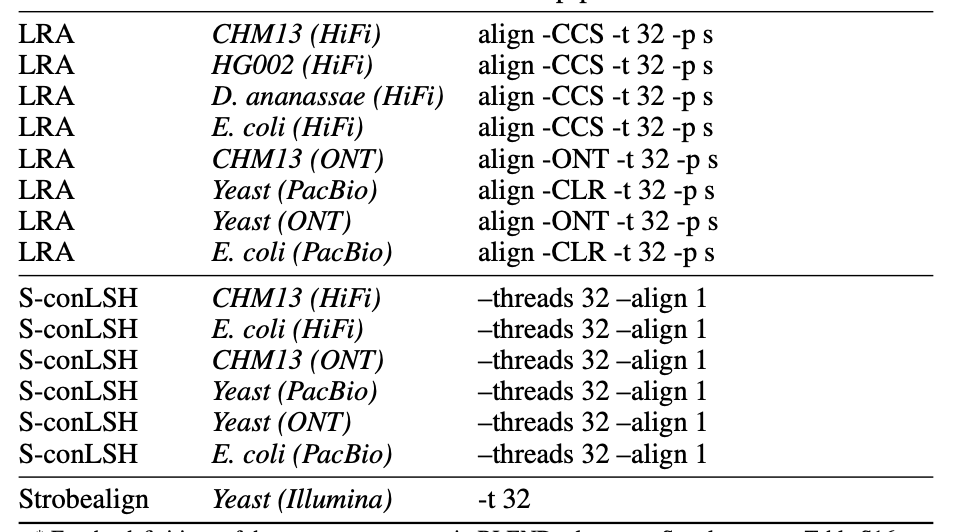 LRA CHM13 (HiFi) align -CCS -t 32 -p s
LRA HG002 (HiFi) align -CCS -t 32 -p s
LRA D. ananassae (HiFi) align -CCS -t 32 -p s
LRA E. coli (HiFi) align -CCS -t 32 -p s
LRA CHM13 (ONT) align -ONT -t 32 -p s
LRA Yeast (PacBio) align -CLR -t 32 -p s
LRA Yeast (ONT) align -ONT -t 32 -p s
LRA E. coli (PacBio) align -CLR -t 32 -p s
S-conLSH CHM13 (HiFi) –threads 32 –align 1
S-conLSH E. coli (HiFi) –threads 32 –align 1
S-conLSH CHM13 (ONT) –threads 32 –align 1
S-conLSH Yeast (PacBio) –threads 32 –align 1
S-conLSH Yeast (ONT) –threads 32 –align 1
S-conLSH E. coli (PacBio) –threads 32 –align 1
Strobealign Yeast (Illumina) -t 32